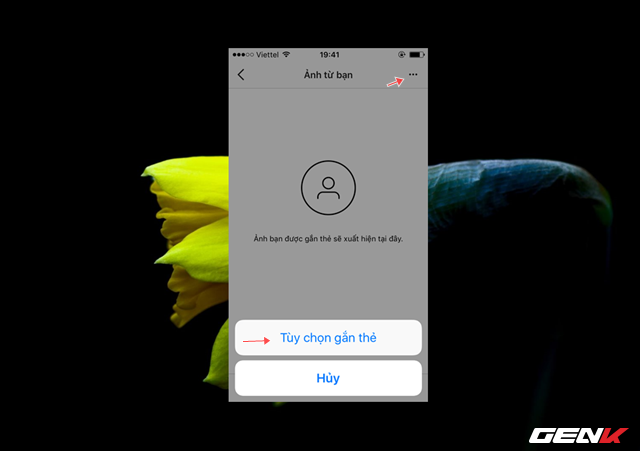 Viettel 19:41
Ảnh từ bạn
Ảnh bạn được gắn thẻ sẽ xuất hiện tại đây.
Tùy chọn gắn thẻ
Hủy
GENK